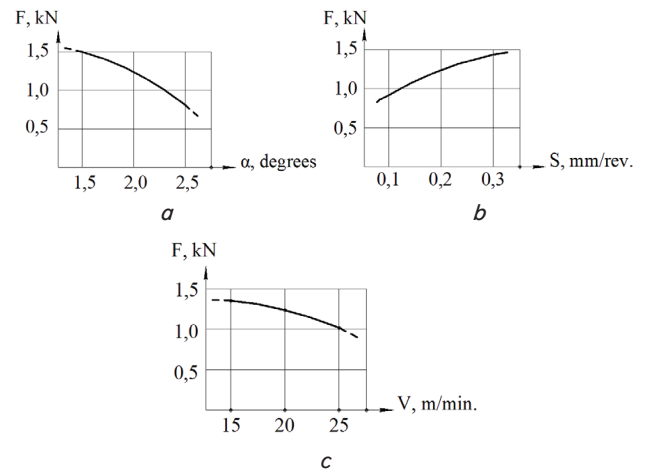 F, kN
1,5
1,0
0,5
1,5 2,0 2,5
α, degrees
a
F, kN
1,5
1,0
0,5
0,1 0,2 0,3
S, mm/rev.
b
F, kN
1,5
1,0
0,5
15 20 25
V, m/min.
c